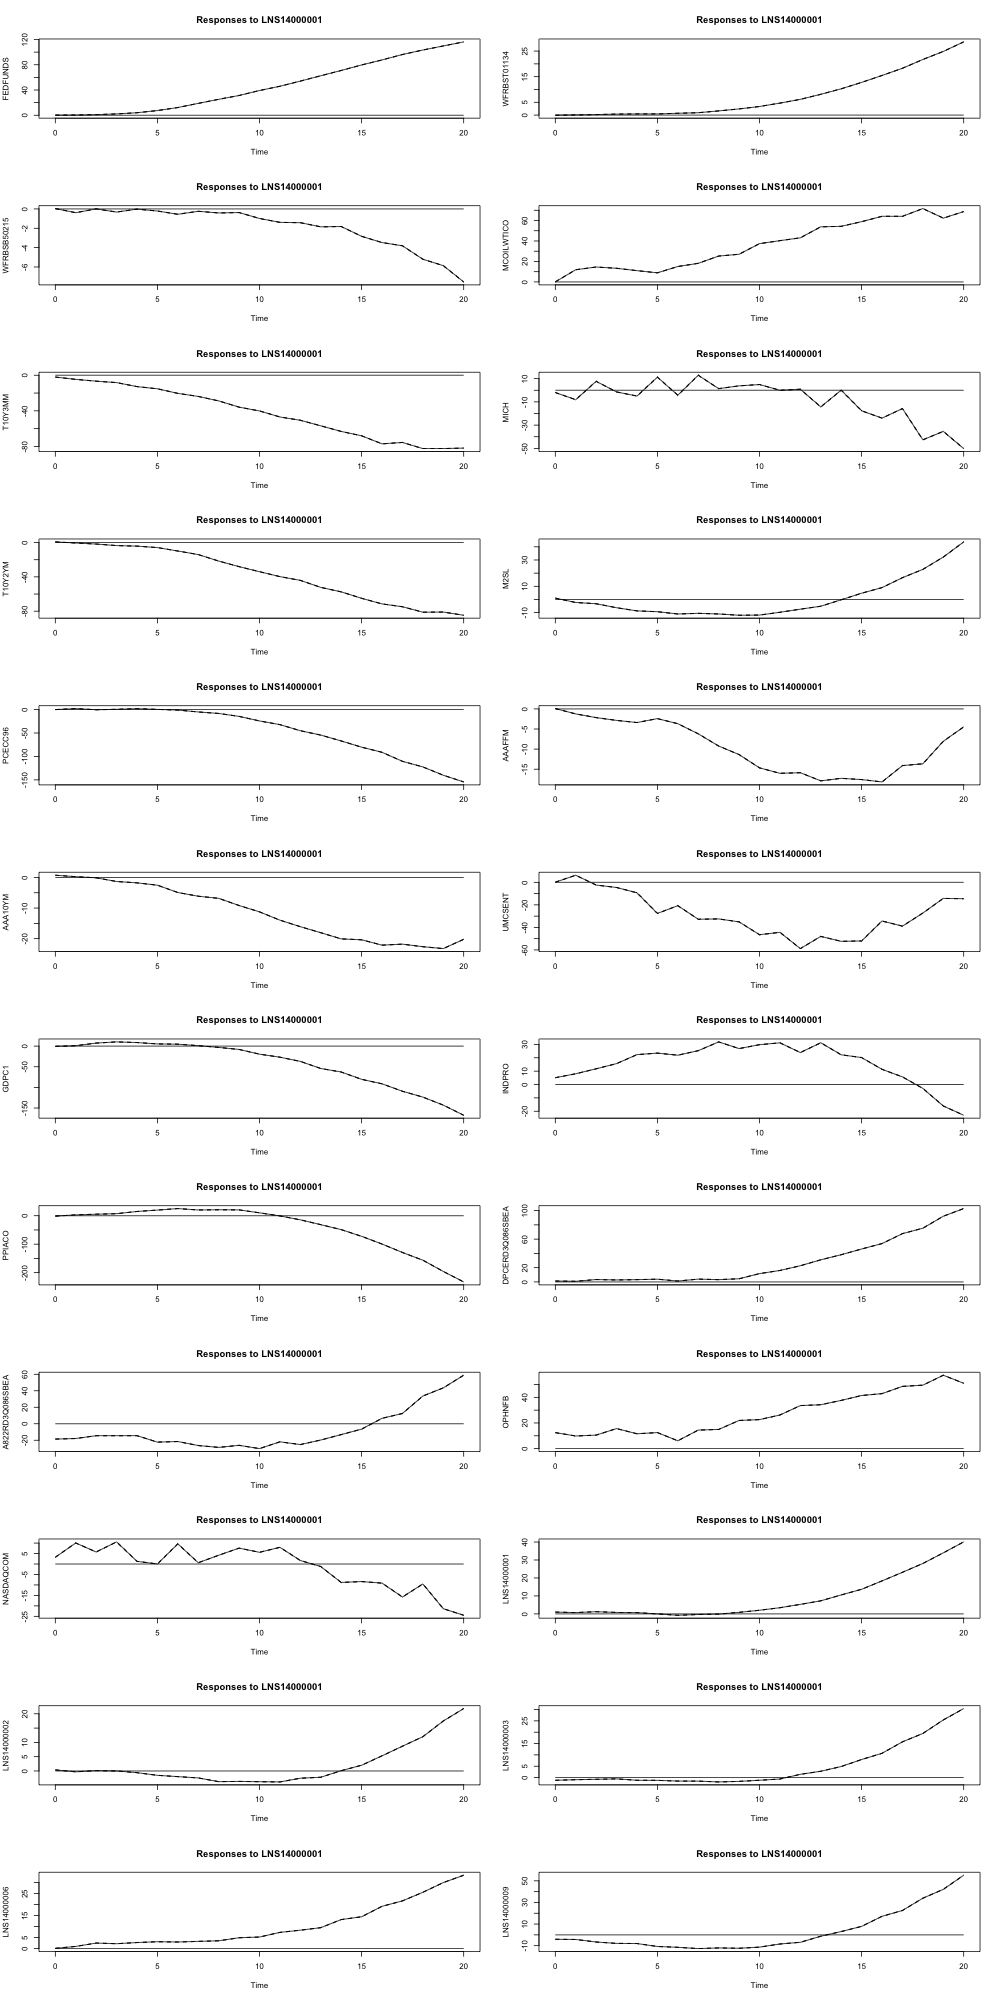 Responses to LNS14000001
FEDFUNDS
0 40 80 120
0 5 10 15 20
Time
Responses to LNS14000001
WFRBST01134
0 5 15 25
0 5 10 15 20
Time
Responses to LNS14000001
WFRBSB50215
-6 -4 -2 0
0 5 10 15 20
Time
Responses to LNS14000001
MCOILWTICO
0 20 40 60
0 5 10 15 20
Time
Responses to LNS14000001
T10Y3MM
-80 -40 0
0 5 10 15 20
Time
Responses to LNS14000001
MICH
-50 -30 -10 10
0 5 10 15 20
Time
Responses to LNS14000001
T10Y2YM
-80 -40 0
0 5 10 15 20
Time
Responses to LNS14000001
M2SL
-10 10 30
0 5 10 15 20
Time
Responses to LNS14000001
PCECC96
-150 -100 -50 0
0 5 10 15 20
Time
Responses to LNS14000001
AAAFFM
-15 -10 -5 0
0 5 10 15 20
Time
Responses to LNS14000001
AAA10YM
-20 -10 0
0 5 10 15 20
Time
Responses to LNS14000001
UMCSENT
-60 -40 -20 0
0 5 10 15 20
Time
Responses to LNS14000001
GDPC1
-150 -50 0
0 5 10 15 20
Time
Responses to LNS14000001
INDPRO
-20 0 10 30
0 5 10 15 20
Time
Responses to LNS14000001
PPIACO
-200 -100 0
0 5 10 15 20
Time
Responses to LNS14000001
DPCERD3Q086SBEA
0 20 60 100
0 5 10 15 20
Time
Responses to LNS14000001
A822RD3Q086SBEA
-20 0 20 40 60
0 5 10 15 20
Time
Responses to LNS14000001
OPHNFB
0 20 40
0 5 10 15 20
Time
Responses to LNS14000001
NASDAQCOM
-25 -15 -5 5
0 5 10 15 20
Time
Responses to LNS14000001
LNS14000001
0 10 20 30 40
0 5 10 15 20
Time
Responses to LNS14000001
LNS14000002
0 5 10 20
0 5 10 15 20
Time
Responses to LNS14000001
LNS14000003
0 5 15 25
0 5 10 15 20
Time
Responses to LNS14000001
LNS14000006
0 5 15 25
0 5 10 15 20
Time
Responses to LNS14000001
LNS14000009
-10 10 30 50
0 5 10 15 20
Time